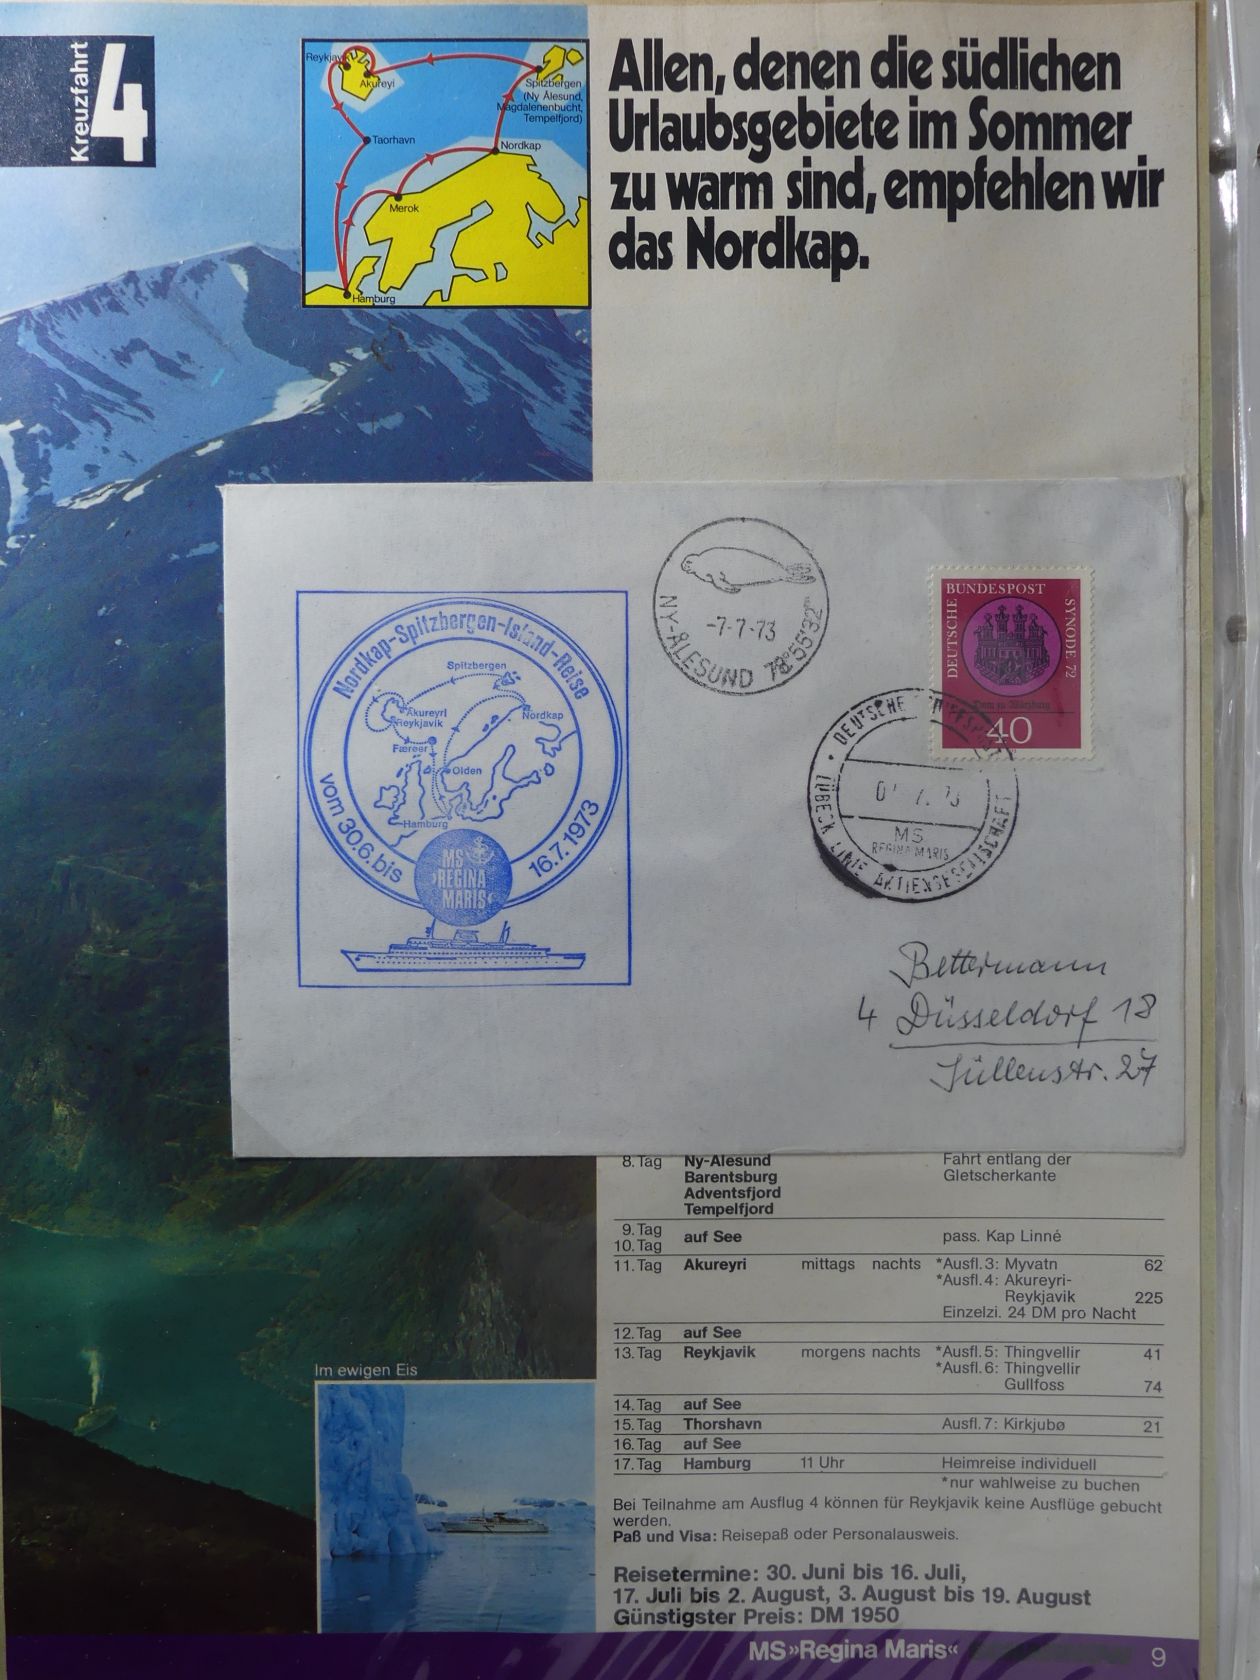 Kreuzfahrt 4
Reykjavik
Akureyi
Spitzbergen
(Ny Ålesund,
Magdalenenbucht,
Tempelfjord)
Taorhavn
Nordkap
Merok
Hamburg
Allen, denen die südlichen
Urlaubsgebiete im Sommer
zu warm sind, empfehlen wir
das Nordkap.
NY-ÅLESUND 78°55'32"
-7-7-73
DEUTSCHE BUNDESPOST
SYNODE 72
Dom zu Würzburg
40
DEUTSCHE
LÜBECK LINIE AKTIENGESELLSCHAFT
MS
REGINA MARIS
Nordkap-Spitzbergen-Island-Reise
Spitzbergen
Akureyri
Reykjavik
Nordkap
Færöer
Olden
Hamburg
vom 30.6. bis 16.7.1973
MS
»REGINA
MARIS«
Bettermann
4 Düsseldorf 18
Jüllenstr. 27
8. Tag Ny-Alesund Fahrt entlang der
Barentsburg Gletscherkante
Adventsfjord
Tempelfjord
9. Tag
10. Tag auf See pass. Kap Linné
11. Tag Akureyri mittags nachts *Ausfl. 3: Myvatn 62
*Ausfl. 4: Akureyri-
Reykjavik 225
Einzelzi. 24 DM pro Nacht
12. Tag auf See
13. Tag Reykjavik morgens nachts *Ausfl. 5: Thingvellir 41
*Ausfl. 6: Thingvellir
Gullfoss 74
14. Tag auf See
15. Tag Thorshavn Ausfl. 7: Kirkjubø 21
16. Tag auf See
17. Tag Hamburg 11 Uhr Heimreise individuell
*nur wahlweise zu buchen
Bei Teilnahme am Ausflug 4 können für Reykjavik keine Ausflüge gebucht
werden.
Paß und Visa: Reisepaß oder Personalausweis.
Reisetermine: 30. Juni bis 16. Juli,
17. Juli bis 2. August, 3. August bis 19. August
Günstigster Preis: DM 1950
Im ewigen Eis
MS »Regina Maris«
9